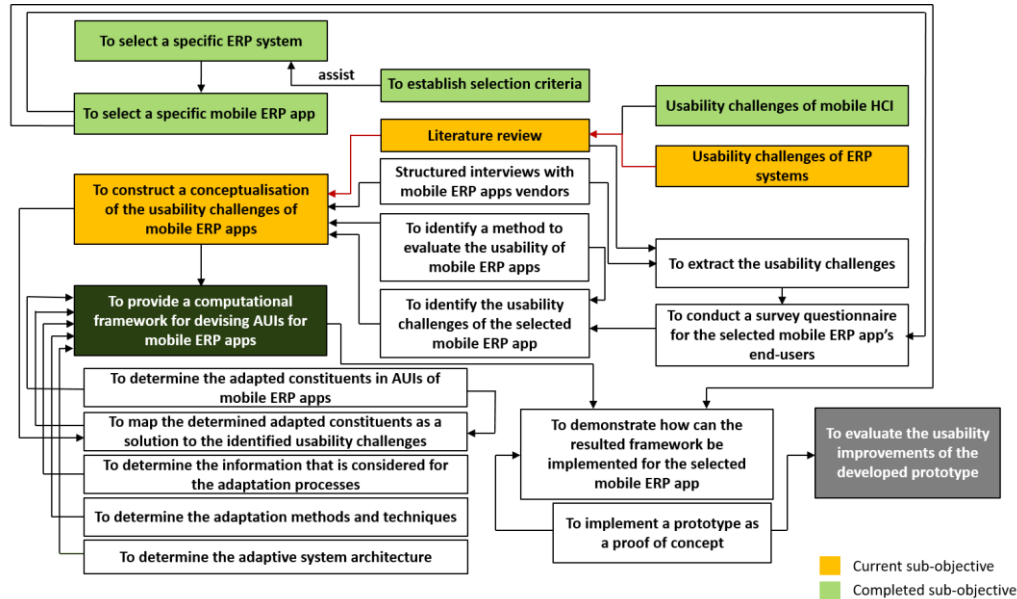 To select a specific ERP system
assist
To establish selection criteria
To select a specific mobile ERP app
Usability challenges of mobile HCI
Literature review
Usability challenges of ERP
systems
Structured interviews with
mobile ERP apps vendors
To construct a conceptualisation
of the usability challenges of
mobile ERP apps
To identify a method to
evaluate the usability of
mobile ERP apps
To extract the usability challenges
To provide a computational
framework for devising AUIs for
mobile ERP apps
To identify the usability
challenges of the selected
mobile ERP app
To conduct a survey questionnaire
for the selected mobile ERP app's
end-users
To determine the adapted constituents in AUIs of
mobile ERP apps
To map the determined adapted constituents as a
solution to the identified usability challenges
To determine the information that is considered for
the adaptation processes
To determine the adaptation methods and techniques
To determine the adaptive system architecture
To demonstrate how can the
resulted framework be
implemented for the selected
mobile ERP app
To implement a prototype as
a proof of concept
To evaluate the usability
improvements of the
developed prototype
Current sub-objective
Completed sub-objective